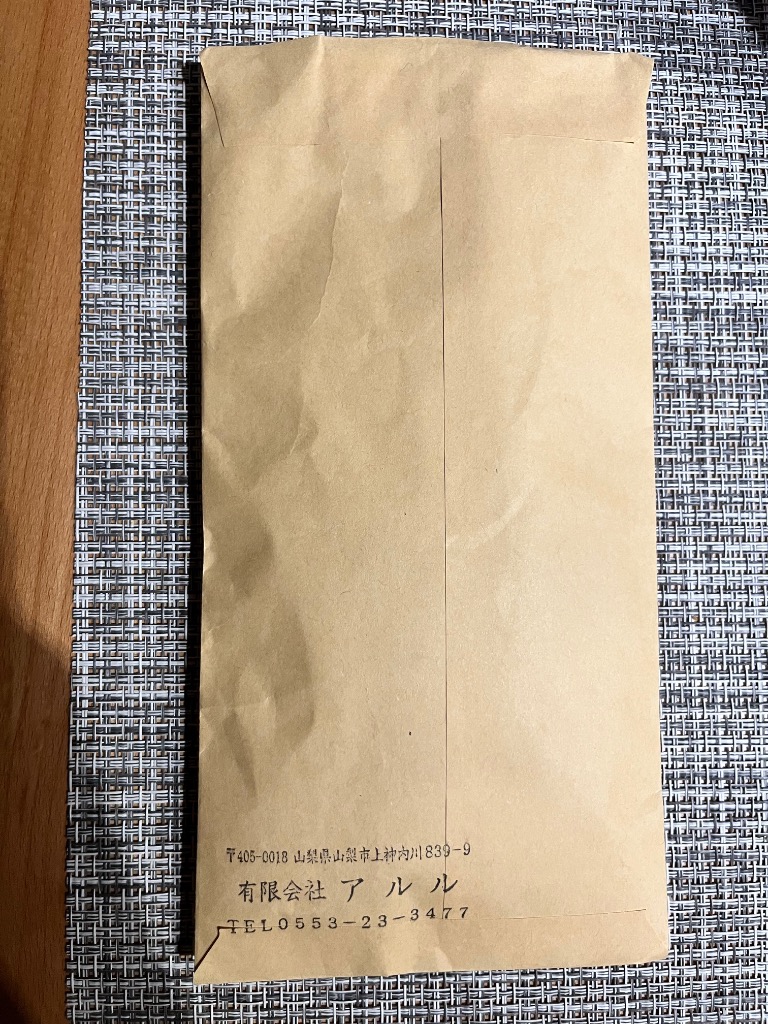 〒405-0018 山梨県山梨市上神内川839-9
有限会社 アルル
TEL0553-23-3477